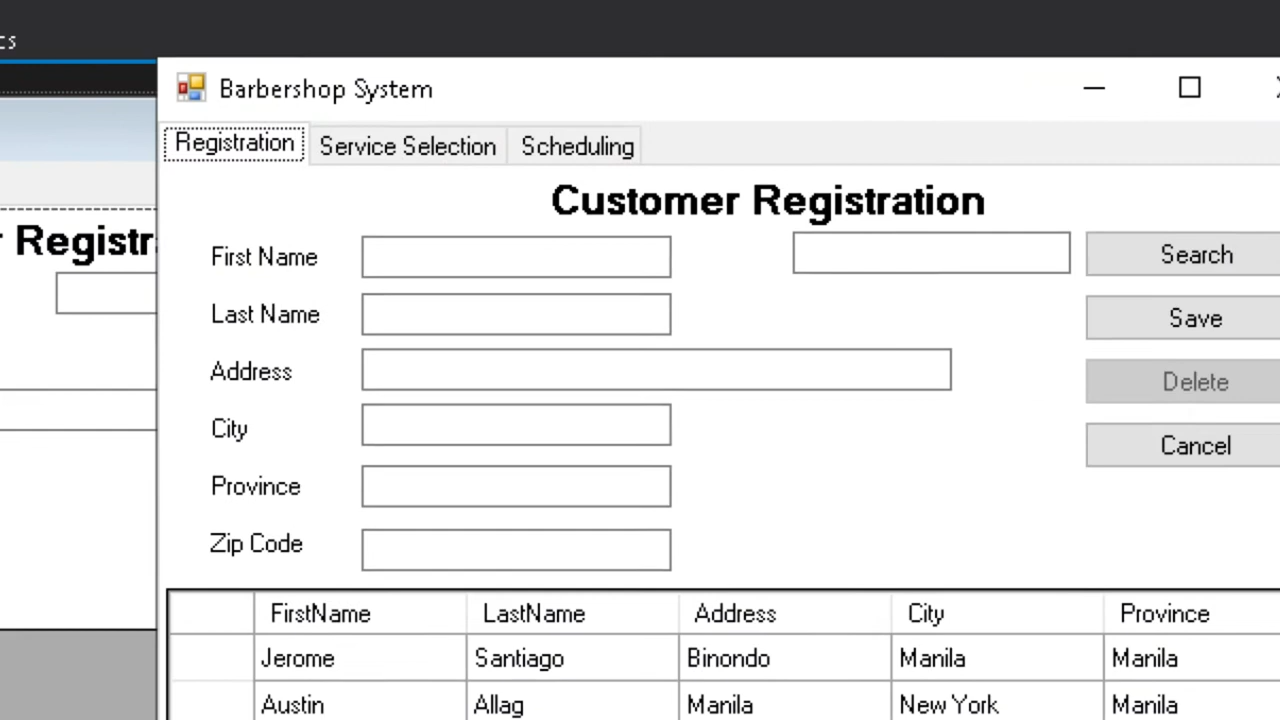 cs
Barbershop System
Registration Service Selection Scheduling
Customer Registration
r Registr
First Name Search
Last Name Save
Address Delete
City Cancel
Province
Zip Code
FirstName LastName Address City Province
Jerome Santiago Binondo Manila Manila
Austin Allag Manila New York Manila